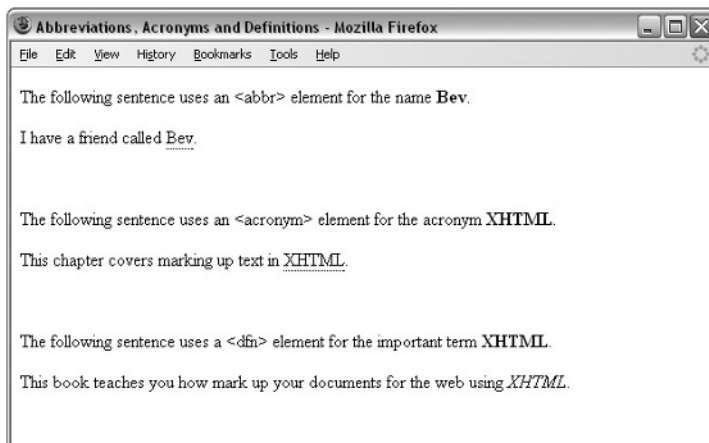 Abbreviations, Acronyms and Definitions - Mozilla Firefox
File Edit View History Bookmarks Tools Help
The following sentence uses an <abbr> element for the name Bev.
I have a friend called Bev.
The following sentence uses an <acronym> element for the acronym XHTML.
This chapter covers marking up text in XHTML.
The following sentence uses a <dfn> element for the important term XHTML.
This book teaches you how mark up your documents for the web using XHTML.